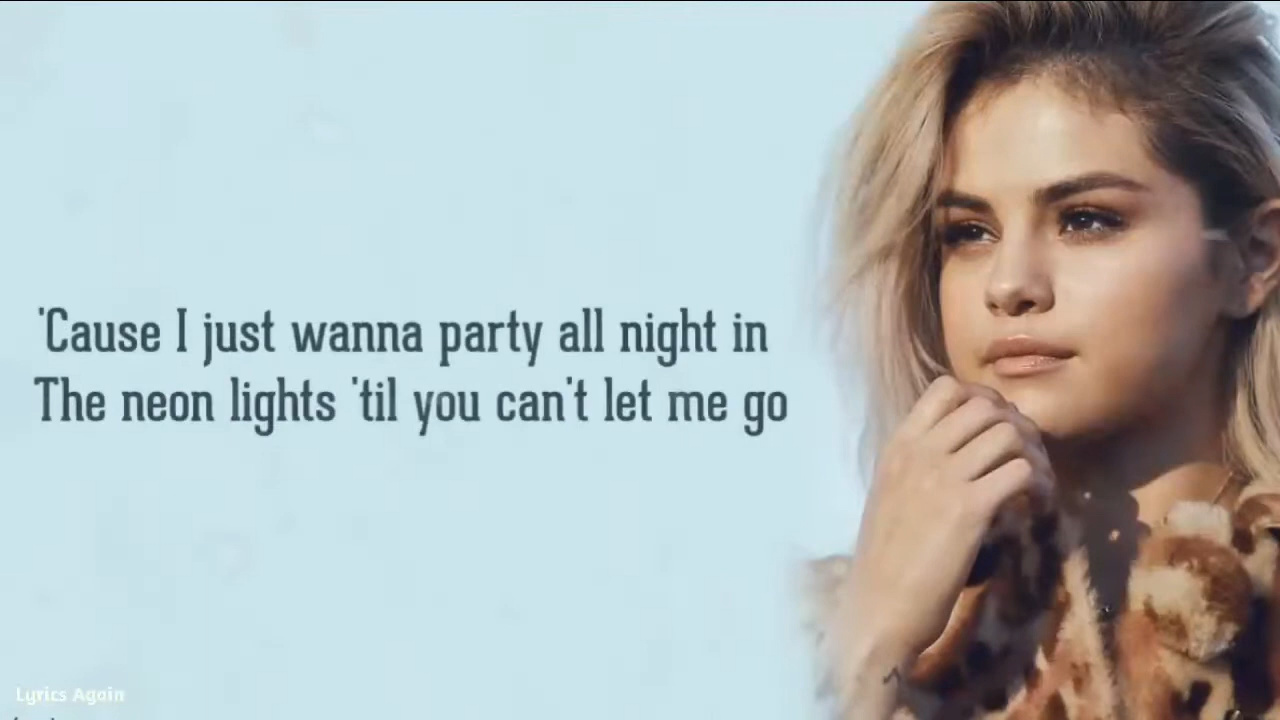 'Cause I just wanna party all night in
The neon lights 'til you can't let me go
Lyrics Again